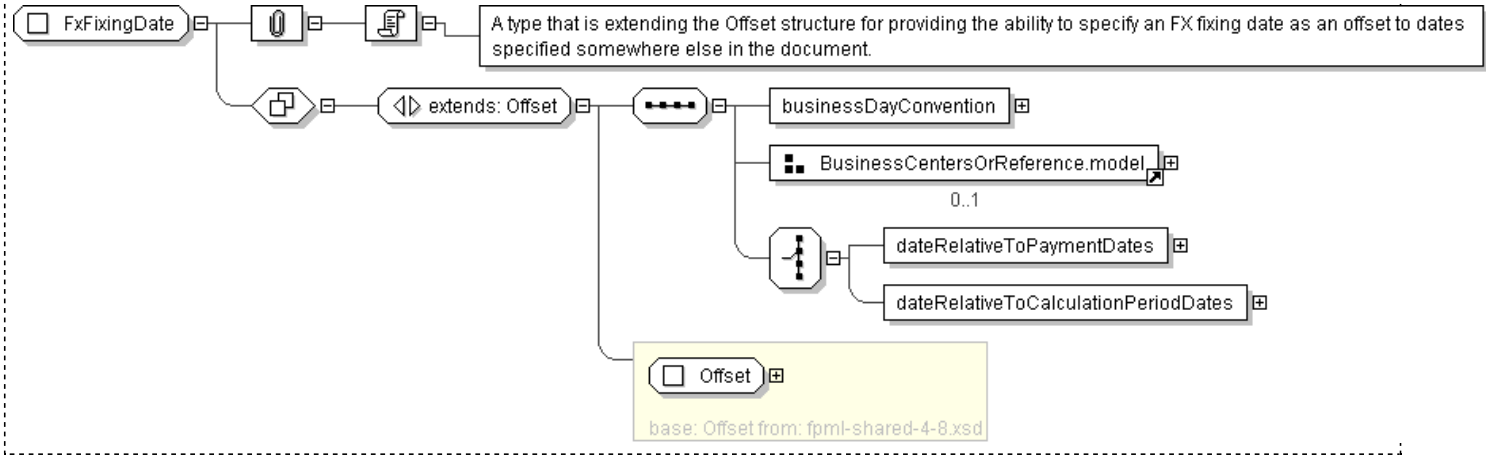 FxFixingDate
A type that is extending the Offset structure for providing the ability to specify an FX fixing date as an offset to dates
specified somewhere else in the document.
extends: Offset
businessDayConvention
BusinessCentersOrReference.model
0..1
dateRelativeToPaymentDates
dateRelativeToCalculationPeriodDates
Offset
base: Offset from: fpml-shared-4-8.xsd